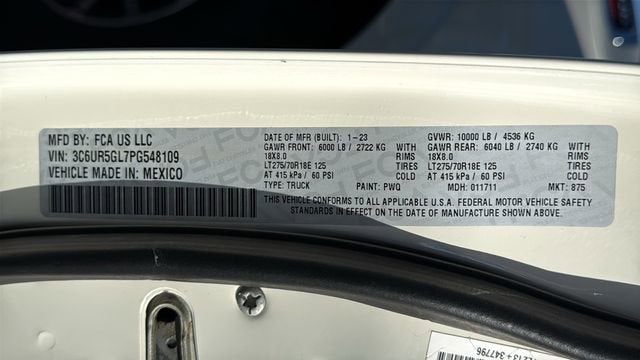 MFD BY: FCA US LLC
VIN: 3C6UR5GL7PG548109
VEHICLE MADE IN: MEXICO
DATE OF MFR (BUILT): 1-23
GAWR FRONT: 6000 LB / 2722 KG WITH
18X8.0 RIMS
LT275/70R18E 125 TIRES
AT 415 kPa / 60 PSI COLD
TYPE: TRUCK PAINT: PWQ
GVWR: 10000 LB / 4536 KG
GAWR REAR: 6040 LB / 2740 KG WITH
18X8.0 RIMS
LT275/70R18E 125 TIRES
AT 415 kPa / 60 PSI COLD
MDH: 011711 MKT: 875
THIS VEHICLE CONFORMS TO ALL APPLICABLE U.S.A. FEDERAL MOTOR VEHICLE SAFETY
STANDARDS IN EFFECT ON THE DATE OF MANUFACTURE SHOWN ABOVE.